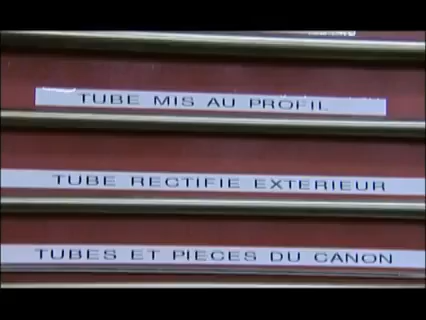 TUBE MIS AU PROFIL
TUBE RECTIFIE EXTERIEUR
TUBES ET PIECES DU CANON